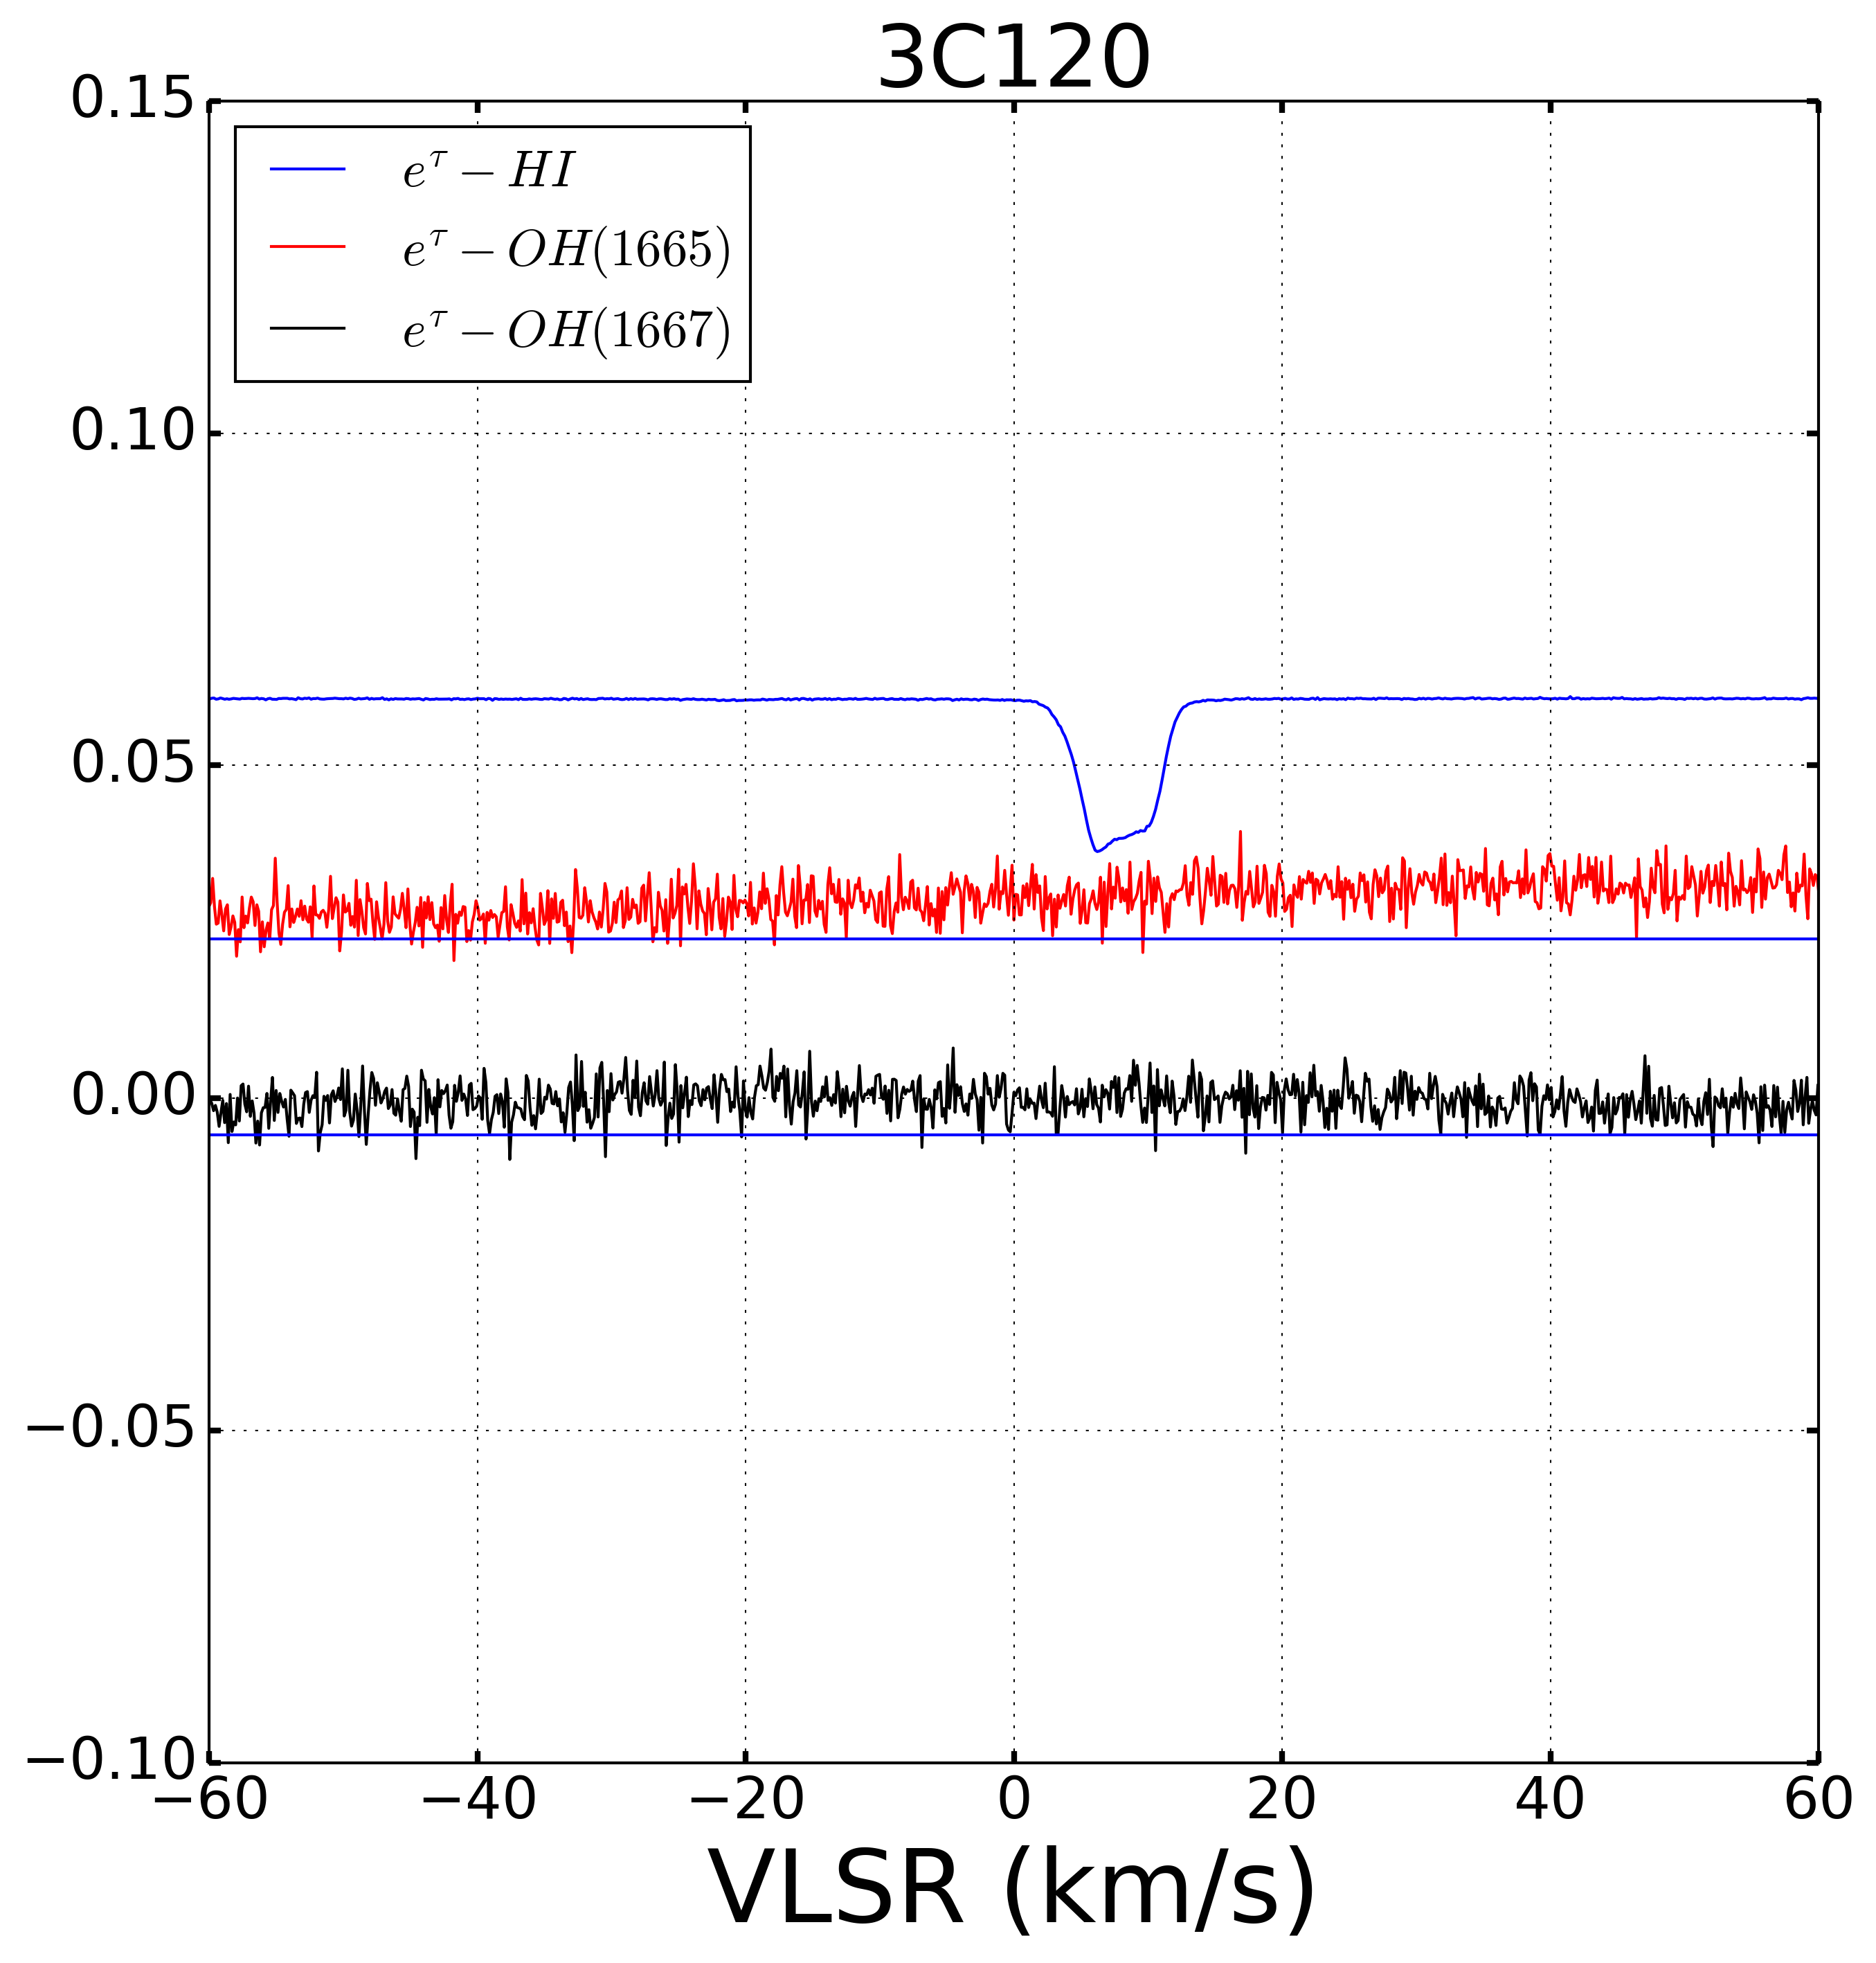 3C120
0.15
e^τ − HI
e^τ − OH(1665)
e^τ − OH(1667)
0.10
0.05
0.00
−0.05
−0.10
−60 −40 −20 0 20 40 60
VLSR (km/s)